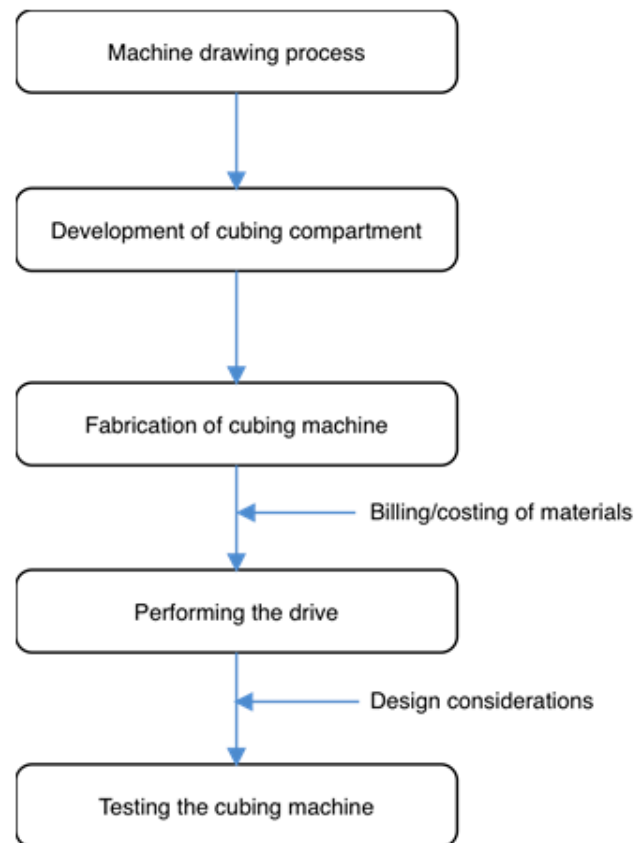 Machine drawing process
Development of cubing compartment
Fabrication of cubing machine
Billing/costing of materials
Performing the drive
Design considerations
Testing the cubing machine